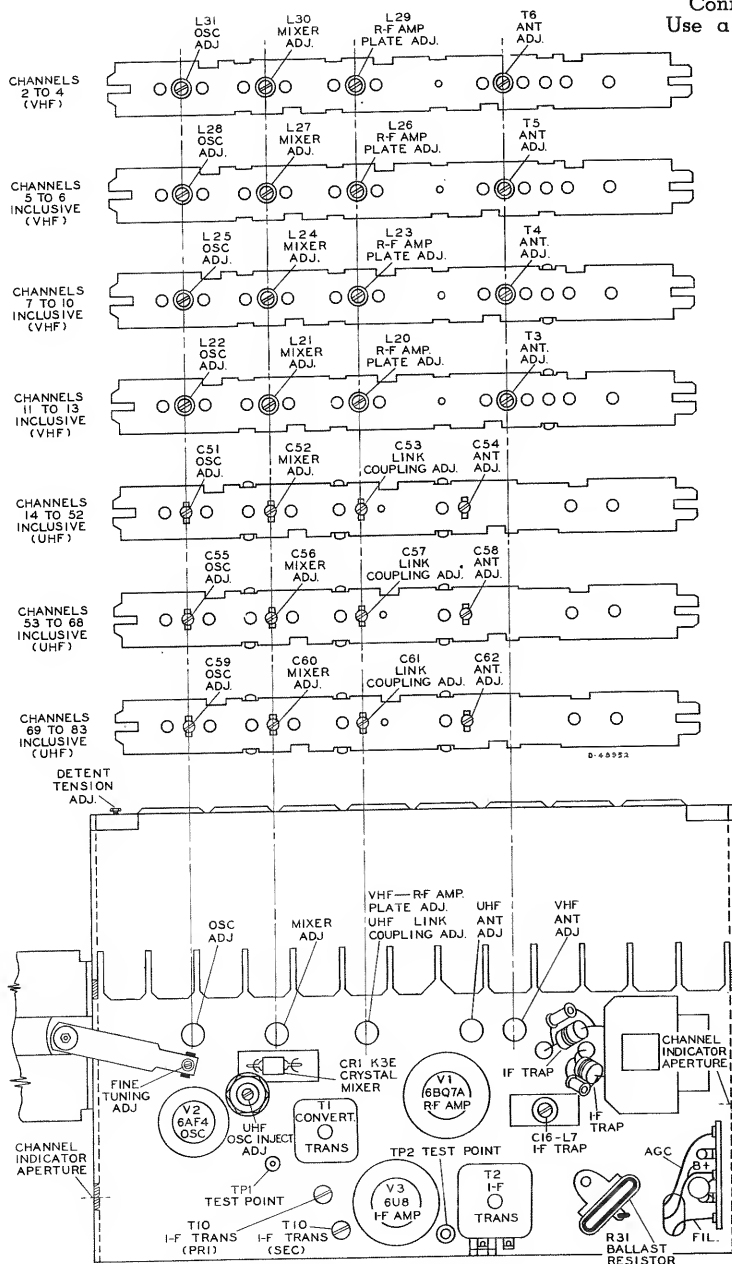 Conn
Use a
CHANNELS
2 TO 4
(VHF)
L31
OSC
ADJ
L30
MIXER
ADJ.
L29
R-F AMP
PLATE ADJ.
T6
ANT
ADJ.
CHANNELS
5 TO 6
INCLUSIVE
(VHF)
L28
OSC
ADJ.
L27
MIXER
ADJ.
L26
R-F AMP
PLATE ADJ.
T5
ANT
ADJ.
CHANNELS
7 TO 10
INCLUSIVE
(VHF)
L25
OSC
ADJ.
L24
MIXER
ADJ.
L23
R-F AMP
PLATE ADJ.
T4
ANT.
ADJ.
CHANNELS
11 TO 13
INCLUSIVE
(VHF)
L22
OSC
ADJ.
L21
MIXER
ADJ.
L20
R-F AMP.
PLATE ADJ.
T3
ANT.
ADJ.
CHANNELS
14 TO 52
INCLUSIVE
(UHF)
C51
OSC
ADJ.
C52
MIXER
ADJ.
C53
LINK
COUPLING ADJ.
C54
ANT
ADJ.
CHANNELS
53 TO 68
INCLUSIVE
(UHF)
C55
OSC
ADJ.
C56
MIXER
ADJ.
C57
LINK
COUPLING ADJ.
C58
ANT
ADJ.
CHANNELS
69 TO 83
INCLUSIVE
(UHF)
C59
OSC
ADJ.
C60
MIXER
ADJ.
C61
LINK
COUPLING ADJ.
C62
ANT.
ADJ.
DETENT
TENSION
ADJ.
OSC
ADJ
MIXER
ADJ
VHF—R-F AMP.
PLATE ADJ.
UHF LINK
COUPLING ADJ.
UHF
ANT
ADJ
VHF
ANT
ADJ
FINE
TUNING
ADJ
V2
6AF4
OSC
UHF
OSC INJECT
ADJ
CR1 K3E
CRYSTAL
MIXER
T1
CONVERT.
TRANS
V1
6BQ7A
R-F AMP
IF TRAP
I-F
TRAP
C16-L7
I-F TRAP
CHANNEL
INDICATOR
APERTURE
CHANNEL
INDICATOR
APERTURE
TP1
TEST POINT
TP2 TEST POINT
T10
I-F TRANS
(PRI)
T10
I-F TRANS
(SEC)
V3
6U8
I-F AMP
T2
I-F
TRANS
R31
BALLAST
RESISTOR
AGC
B+
FIL.